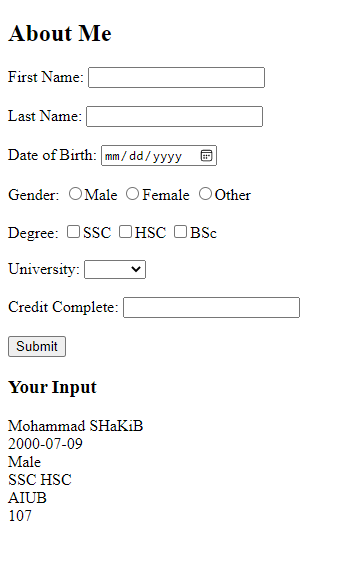 About Me
First Name:
Last Name:
Date of Birth: mm/dd/yyyy
Gender: Male Female Other
Degree: SSC HSC BSc
University:
Credit Complete:
Submit
Your Input
Mohammad SHaKiB
2000-07-09
Male
SSC HSC
AIUB
107